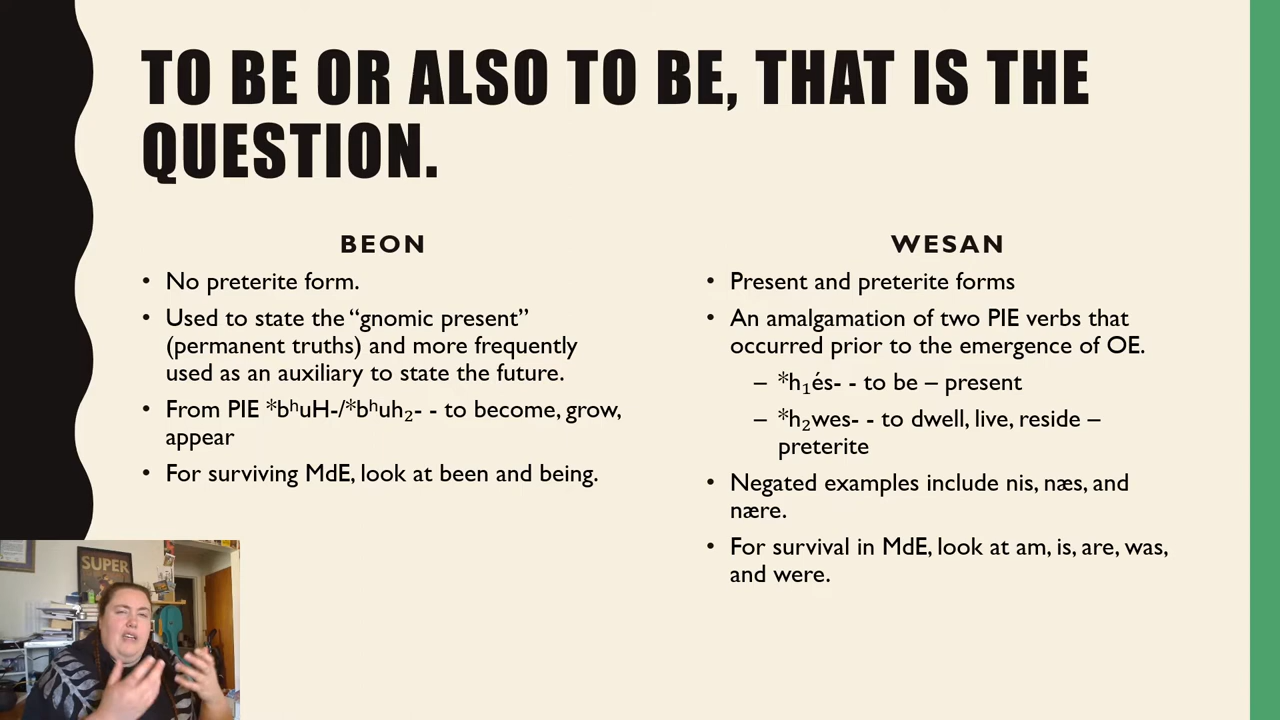 TO BE OR ALSO TO BE, THAT IS THE
QUESTION.
BEON
• No preterite form.
• Used to state the “gnomic present”
(permanent truths) and more frequently
used as an auxiliary to state the future.
• From PIE *bʰuH-/*bʰuh₂- - to become, grow,
appear
• For surviving MdE, look at been and being.
WESAN
• Present and preterite forms
• An amalgamation of two PIE verbs that
occurred prior to the emergence of OE.
– *h₁és- - to be – present
– *h₂wes- - to dwell, live, reside –
preterite
• Negated examples include nis, næs, and
nære.
• For survival in MdE, look at am, is, are, was,
and were.
SUPER